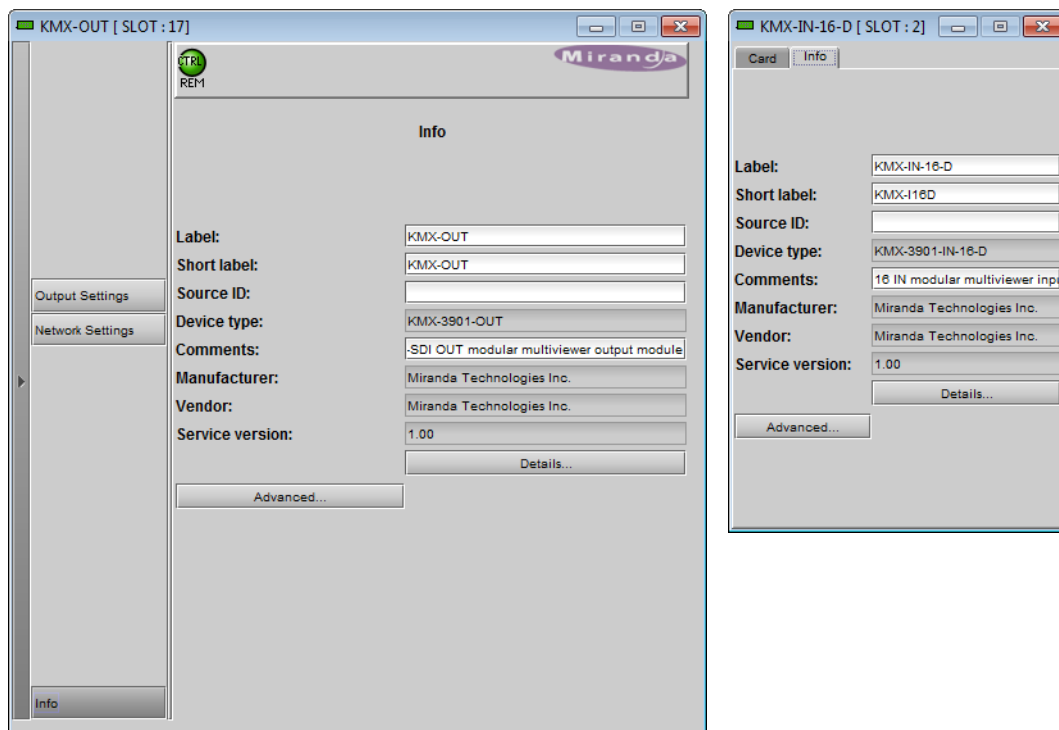 KMX-OUT [ SLOT : 17]
CTRL
REM
Miranda
Info
Label: KMX-OUT
Short label: KMX-OUT
Source ID:
Device type: KMX-3901-OUT
Comments: -SDI OUT modular multiviewer output module
Manufacturer: Miranda Technologies Inc.
Vendor: Miranda Technologies Inc.
Service version: 1.00
Details...
Advanced...
Output Settings
Network Settings
Info
KMX-IN-16-D [ SLOT : 2]
Card Info
Label: KMX-IN-16-D
Short label: KMX-I16D
Source ID:
Device type: KMX-3901-IN-16-D
Comments: 16 IN modular multiviewer inpu
Manufacturer: Miranda Technologies Inc.
Vendor: Miranda Technologies Inc.
Service version: 1.00
Details...
Advanced...